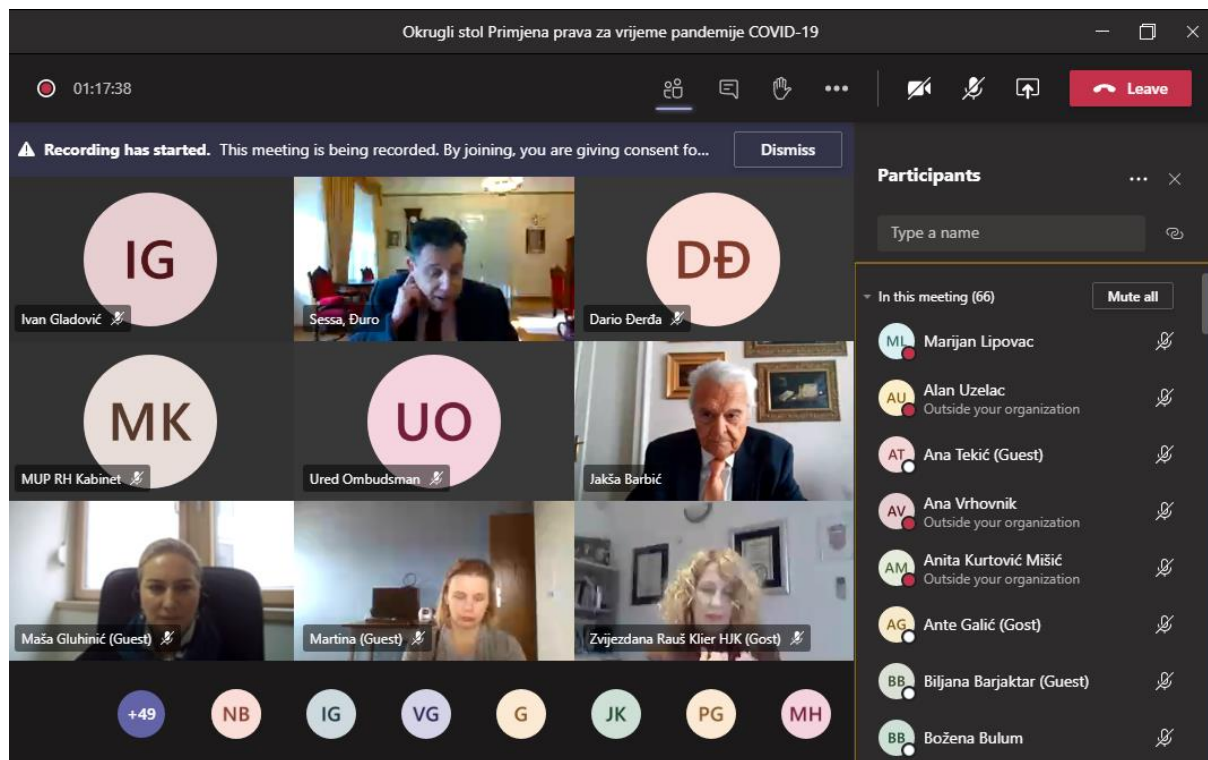 Okrugli stol Primjena prava za vrijeme pandemije COVID-19
01:17:38
Leave
Recording has started. This meeting is being recorded. By joining, you are giving consent fo...
Dismiss
IG
Ivan Gladović
Sessa, Đuro
DĐ
Dario Đerđa
MK
MUP RH Kabinet
UO
Ured Ombudsman
Jakša Barbić
Maša Gluhinić (Guest)
Martina (Guest)
Zvijezdana Rauš Klier HJK (Gost)
+49
NB
IG
VG
G
JK
PG
MH
Participants
Type a name
In this meeting (66)
Mute all
ML
Marijan Lipovac
AU
Alan Uzelac
Outside your organization
AT
Ana Tekić (Guest)
AV
Ana Vrhovnik
Outside your organization
AM
Anita Kurtović Mišić
Outside your organization
AG
Ante Galić (Gost)
BB
Biljana Barjaktar (Guest)
BB
Božena Bulum